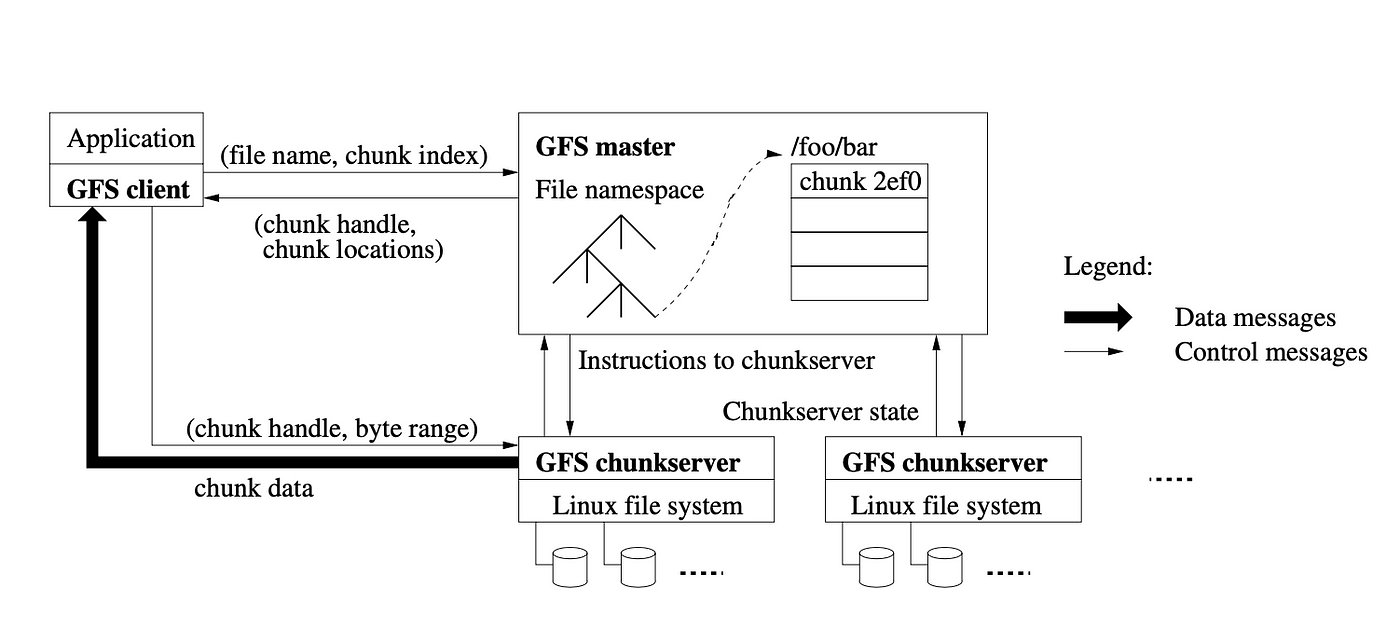 Application
GFS client
(file name, chunk index)
(chunk handle,
chunk locations)
GFS master
File namespace
/foo/bar
chunk 2ef0
Legend:
Data messages
Control messages
Instructions to chunkserver
Chunkserver state
(chunk handle, byte range)
chunk data
GFS chunkserver
Linux file system
GFS chunkserver
Linux file system